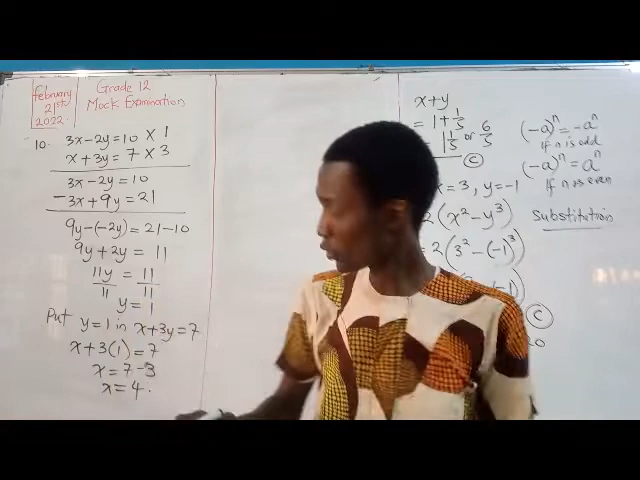 february
21st
2022.
Grade 12
Mock Examination
10. 3x-2y=10 × 1
x+3y=7 × 3
3x-2y=10
-3x+9y=21
9y-(-2y)=21-10
9y+2y=11
11y/11 = 11/11
y=1
Put y=1 in x+3y=7
x+3(1)=7
x=7-3
x=4.
x+y
=1+1/5
=1 1/5 or 6/5
C
x=3, y=-1
2(x²-y³)
=2(3²-(-1)³)
C
(-a)ⁿ=-aⁿ
If n is odd
(-a)ⁿ=aⁿ
If n is even
Substitution